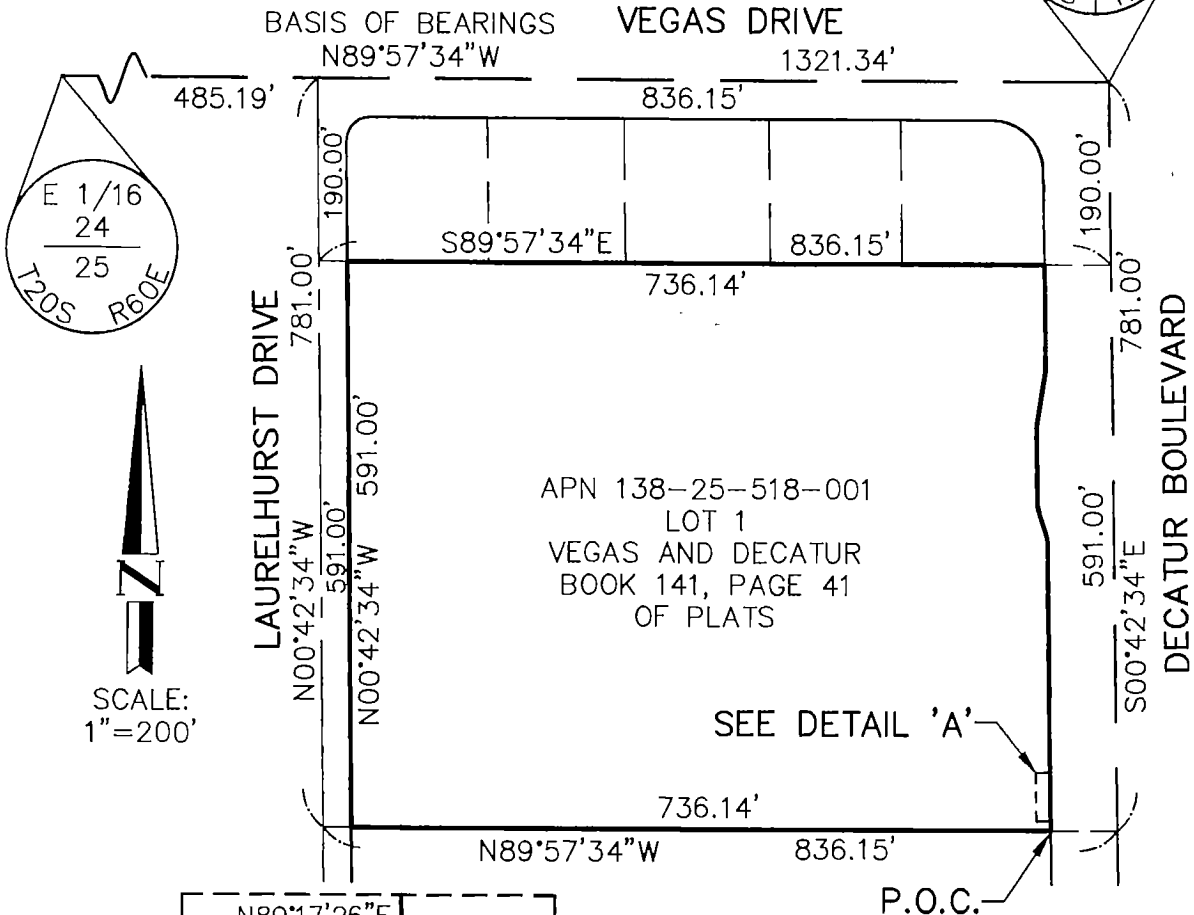 BASIS OF BEARINGS VEGAS DRIVE
N89°57'34"W 1321.34'
485.19' 836.15'
E 1/16
24
25
T20S R60E
190.00'
190.00'
S89°57'34"E 836.15'
736.14'
781.00'
781.00'
LAURELHURST DRIVE
N00°42'34"W
591.00'
N00°42'34"W 591.00'
APN 138-25-518-001
LOT 1
VEGAS AND DECATUR
BOOK 141, PAGE 41
OF PLATS
591.00'
S00°42'34"E
DECATUR BOULEVARD
N
SCALE:
1"=200'
SEE DETAIL 'A'
736.14'
N89°57'34"W 836.15'
P.O.C.
N89°17'26"E